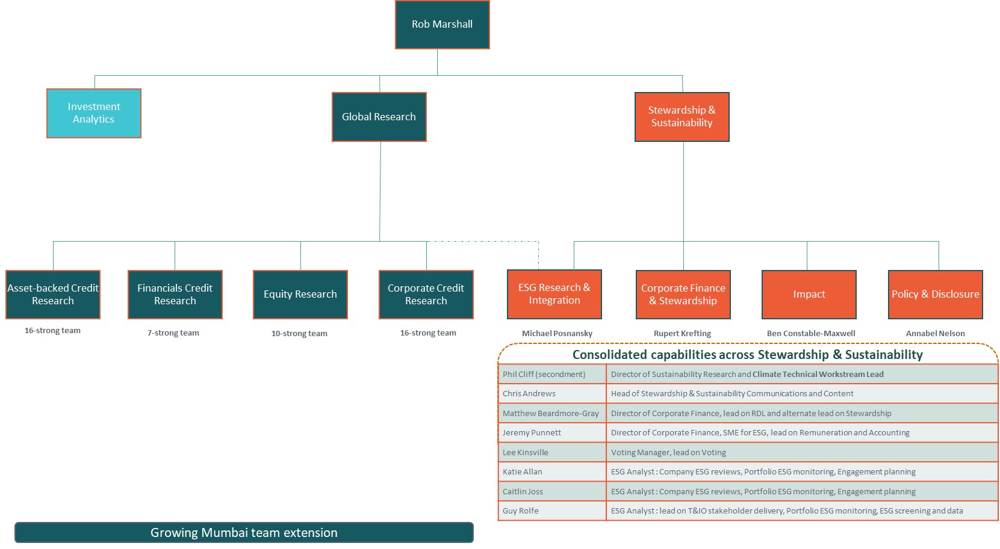 Rob Marshall
Investment
Analytics
Global Research
Stewardship &
Sustainability
Asset-backed Credit
Research
Financials Credit
Research
Equity Research
Corporate Credit
Research
ESG Research &
Integration
Corporate Finance
& Stewardship
Impact
Policy & Disclosure
16-strong team
7-strong team
10-strong team
16-strong team
Michael Posnansky
Rupert Krefting
Ben Constable-Maxwell
Annabel Nelson
Consolidated capabilities across Stewardship & Sustainability
Phil Cliff (secondment) Director of Sustainability Research and Climate Technical Workstream Lead
Chris Andrews Head of Stewardship & Sustainability Communications and Content
Matthew Beardmore-Gray Director of Corporate Finance, lead on RDL and alternate lead on Stewardship
Jeremy Punnett Director of Corporate Finance, SME for ESG, lead on Remuneration and Accounting
Lee Kinsville Voting Manager, lead on Voting
Katie Allan ESG Analyst : Company ESG reviews, Portfolio ESG monitoring, Engagement planning
Caitlin Joss ESG Analyst : Company ESG reviews, Portfolio ESG monitoring, Engagement planning
Guy Rolfe ESG Analyst : lead on T&IO stakeholder delivery, Portfolio ESG monitoring, ESG screening and data
Growing Mumbai team extension